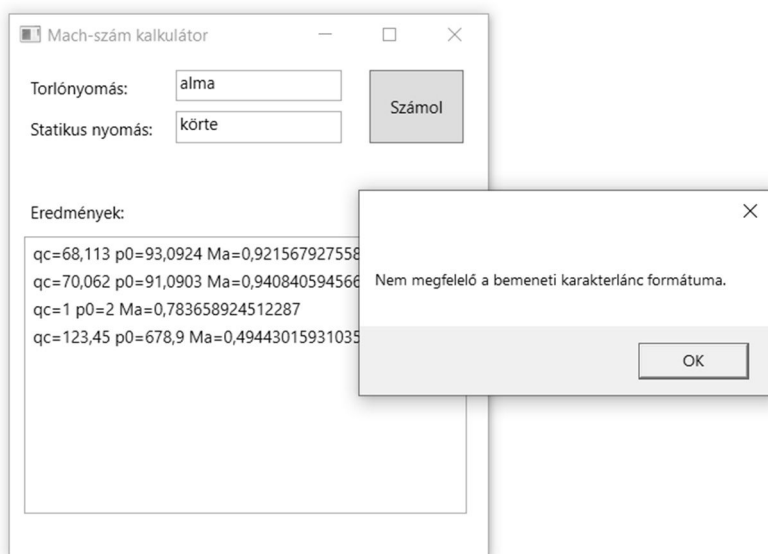 Mach-szám kalkulátor
Torlónyomás:
alma
Számol
Statikus nyomás:
körte
Eredmények:
qc=68,113 p0=93,0924 Ma=0,921567927558
qc=70,062 p0=91,0903 Ma=0,940840594566
qc=1 p0=2 Ma=0,783658924512287
qc=123,45 p0=678,9 Ma=0,49443015931035
Nem megfelelő a bemeneti karakterlánc formátuma.
OK